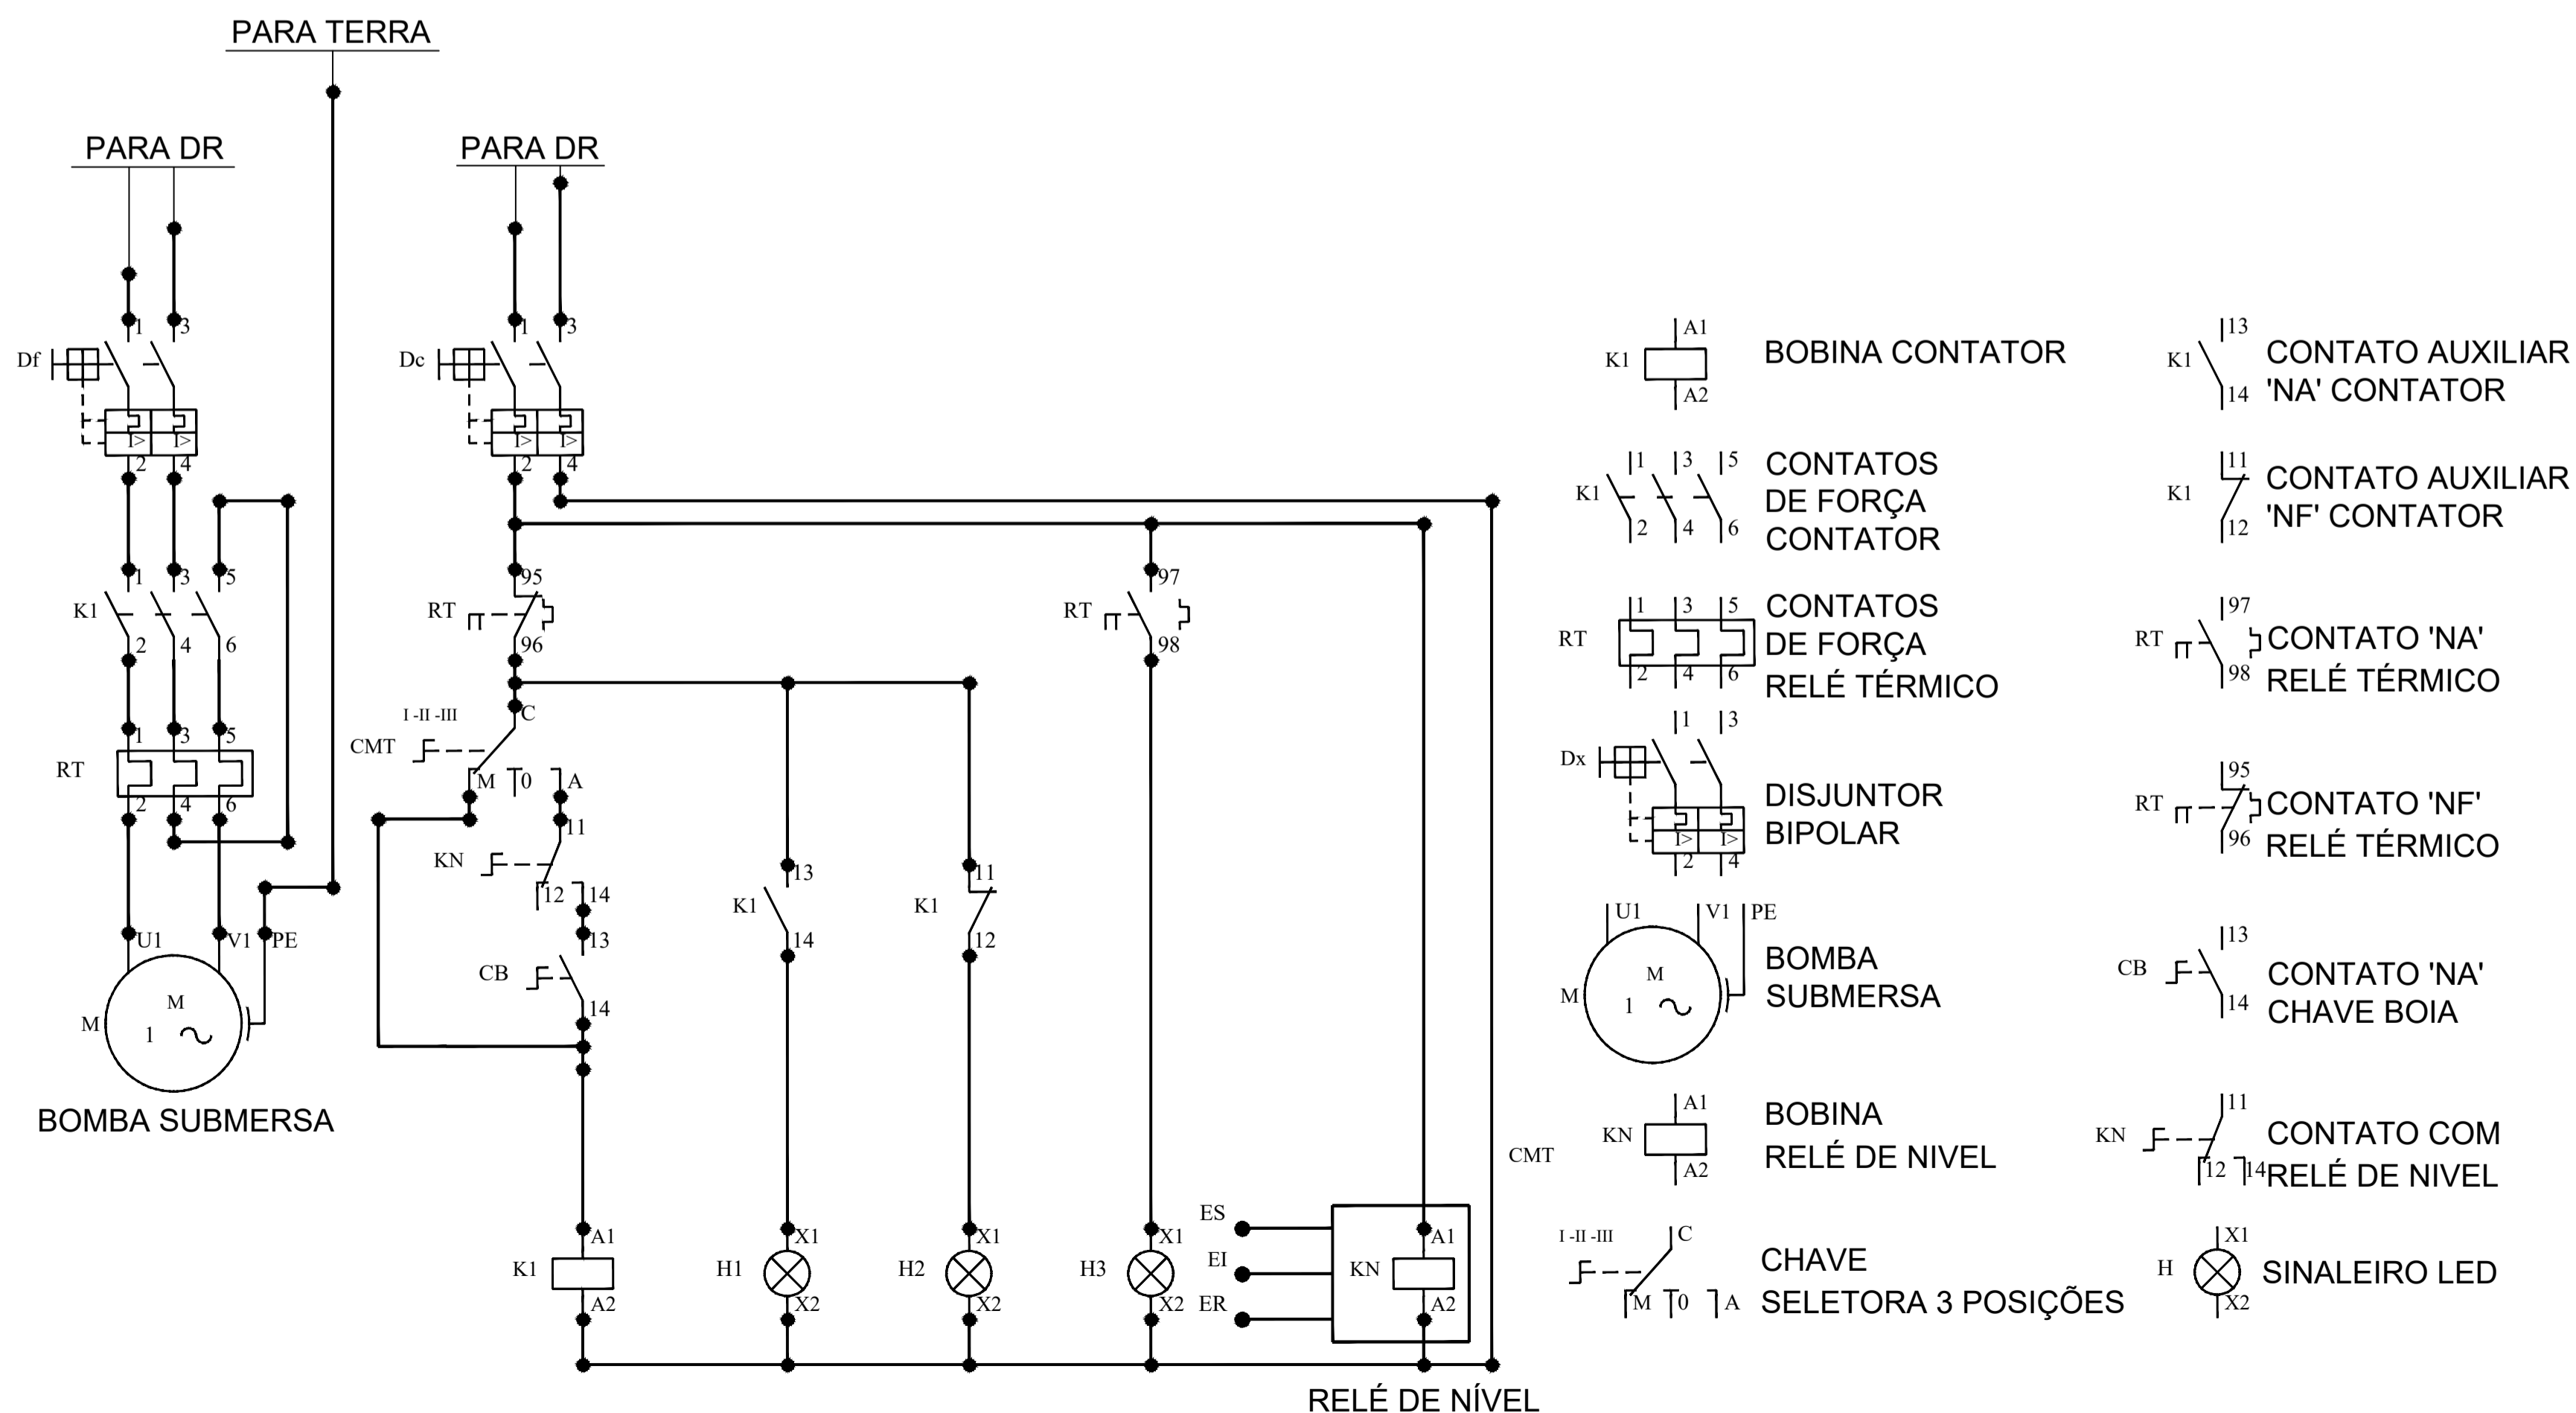 PARA TERRA
PARA DR
PARA DR
1 3
Df
I> I>
2 4
1 3
Dc
I> I>
2 4
1 3 5
K1
2 4 6
1 3 5
RT
2 4 6
U1 V1 PE
M
M
1
BOMBA SUBMERSA
95
RT
96
I -II -III
C
CMT
M 0 A
11
KN
12 14
13
CB
14
A1
K1
A2
13
K1
14
X1
H1
X2
11
K1
12
X1
H2
X2
97
RT
98
X1
H3
X2
ES
EI
ER
A1
KN
A2
RELÉ DE NÍVEL
A1
K1
A2
BOBINA CONTATOR
1 3 5
K1
2 4 6
CONTATOS
DE FORÇA
CONTATOR
1 3 5
RT
2 4 6
CONTATOS
DE FORÇA
RELÉ TÉRMICO
1 3
Dx
I> I>
2 4
DISJUNTOR
BIPOLAR
U1 V1 PE
M
M
1
BOMBA
SUBMERSA
A1
KN
A2
BOBINA
RELÉ DE NIVEL
CMT
I -II -III
C
M 0 A
CHAVE
SELETORA 3 POSIÇÕES
13
K1
14
CONTATO AUXILIAR
'NA' CONTATOR
11
K1
12
CONTATO AUXILIAR
'NF' CONTATOR
97
RT
98
CONTATO 'NA'
RELÉ TÉRMICO
95
RT
96
CONTATO 'NF'
RELÉ TÉRMICO
13
CB
14
CONTATO 'NA'
CHAVE BOIA
11
KN
12 14
CONTATO COM
RELÉ DE NIVEL
X1
H
X2
SINALEIRO LED